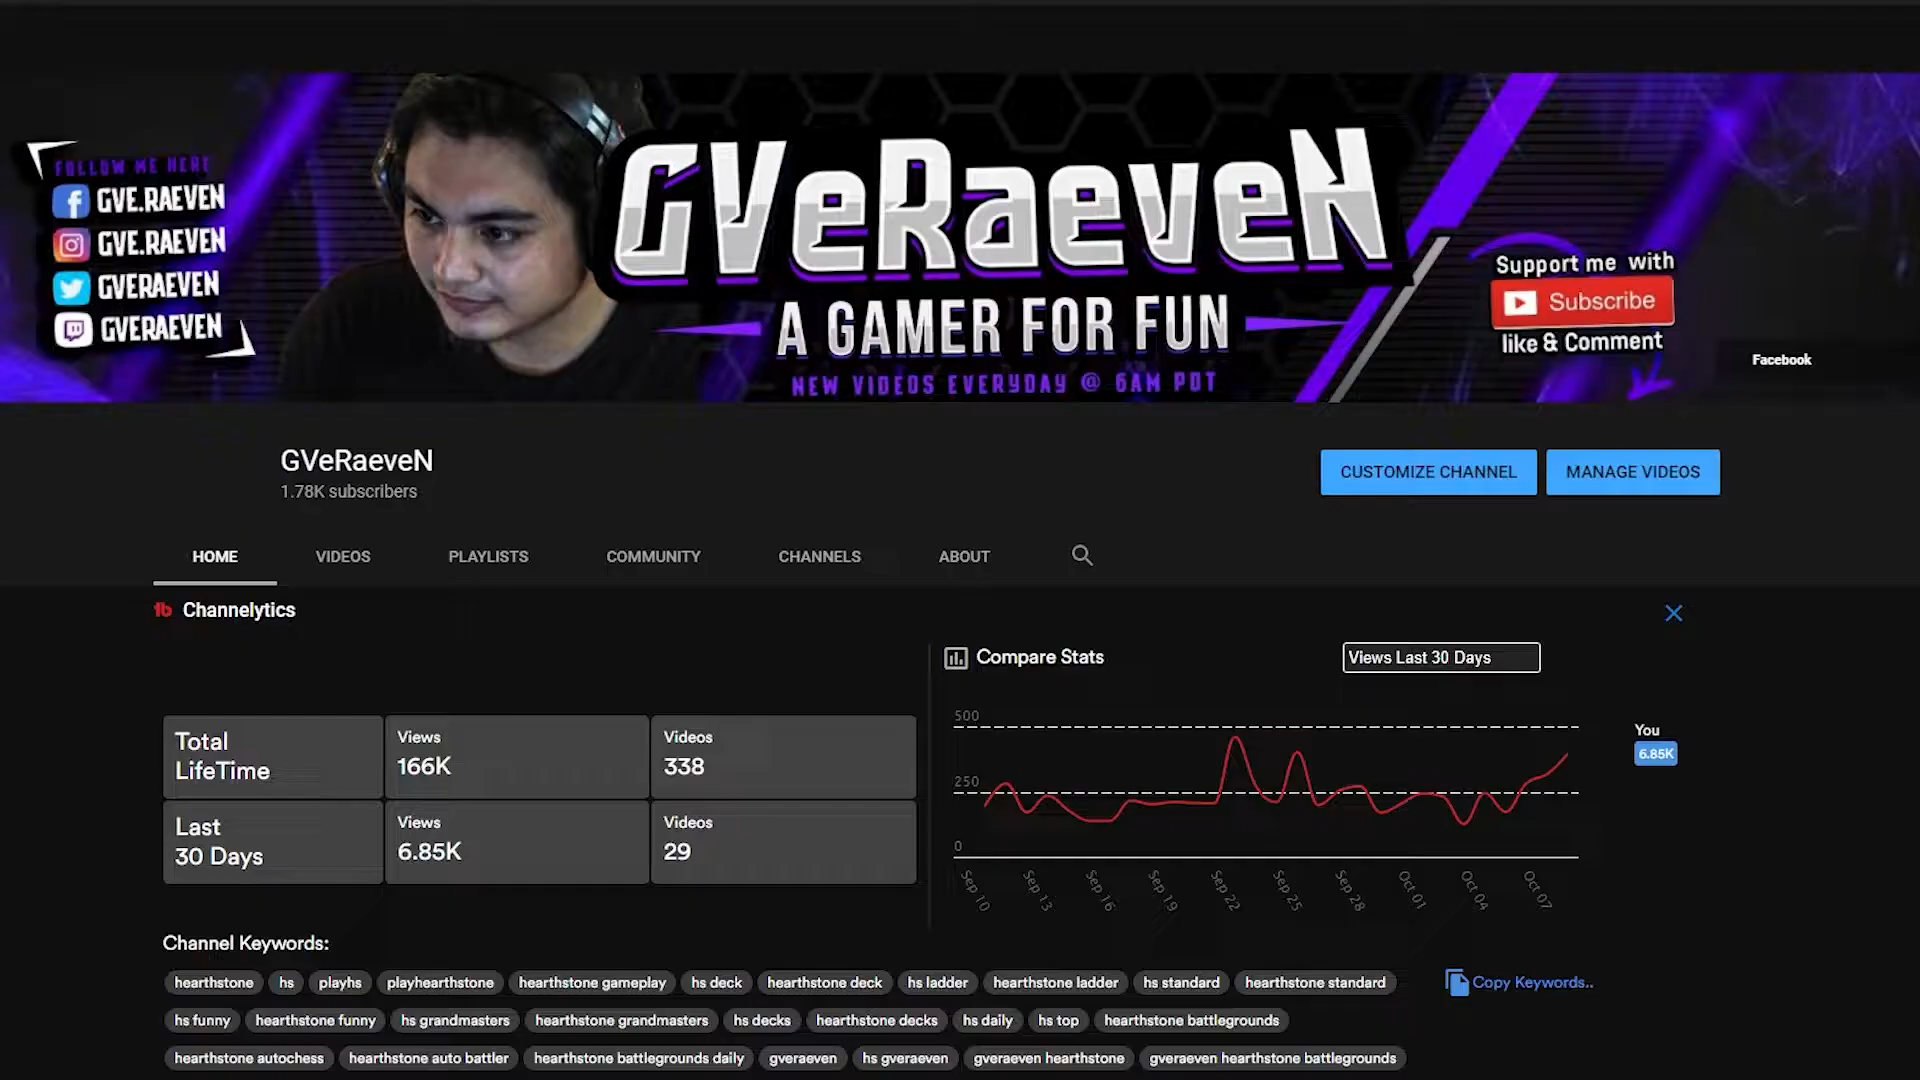 FOLLOW ME HERE
GVE.RAEVEN
GVE.RAEVEN
GVERAEVEN
GVERAEVEN
GVeRaeveN
A GAMER FOR FUN
NEW VIDEOS EVERYDAY @ 6AM PDT
Support me with
Subscribe
like & Comment
Facebook
GVeRaeveN
1.78K subscribers
CUSTOMIZE CHANNEL
MANAGE VIDEOS
HOME VIDEOS PLAYLISTS COMMUNITY CHANNELS ABOUT
tb Channelytics
Total
LifeTime
Views
166K
Videos
338
Last
30 Days
Views
6.85K
Videos
29
Compare Stats
Views Last 30 Days
500
250
0
Sep 10 Sep 13 Sep 16 Sep 19 Sep 22 Sep 25 Sep 28 Oct 01 Oct 04 Oct 07
You
6.85K
Channel Keywords:
hearthstone hs playhs playhearthstone hearthstone gameplay hs deck hearthstone deck hs ladder hearthstone ladder hs standard hearthstone standard
Copy Keywords..
hs funny hearthstone funny hs grandmasters hearthstone grandmasters hs decks hearthstone decks hs daily hs top hearthstone battlegrounds
hearthstone autochess hearthstone auto battler hearthstone battlegrounds daily gveraeven hs gveraeven gveraeven hearthstone gveraeven hearthstone battlegrounds